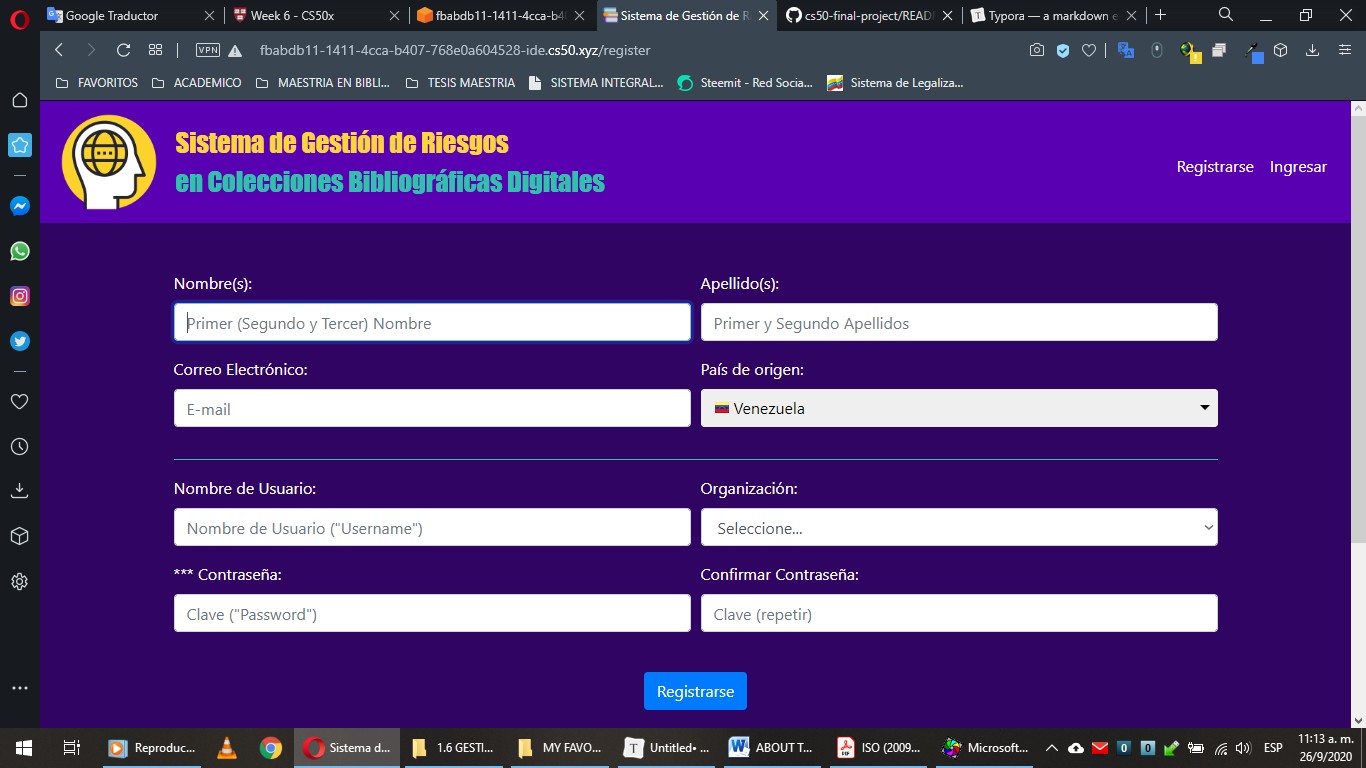 Google Traductor
Week 6 - CS50x
fbabdb11-1411-4cca-b4
Sistema de Gestión de R
cs50-final-project/READ
Typora — a markdown e
VPN
fbabdb11-1411-4cca-b407-768e0a604528-ide.cs50.xyz/register
FAVORITOS
ACADEMICO
MAESTRIA EN BIBLI...
TESIS MAESTRIA
SISTEMA INTEGRAL...
Steemit - Red Socia...
Sistema de Legaliza...
Sistema de Gestión de Riesgos
en Colecciones Bibliográficas Digitales
Registrarse
Ingresar
Nombre(s):
Apellido(s):
Primer (Segundo y Tercer) Nombre
Primer y Segundo Apellidos
Correo Electrónico:
País de origen:
E-mail
Venezuela
Nombre de Usuario:
Organización:
Nombre de Usuario ("Username")
Seleccione...
*** Contraseña:
Confirmar Contraseña:
Clave ("Password")
Clave (repetir)
Registrarse
Reproduc...
Sistema d...
1.6 GESTI...
MY FAVO...
Untitled• ...
ABOUT T...
ISO (2009...
Microsoft...
0
0
ESP
11:13 a. m.
26/9/2020